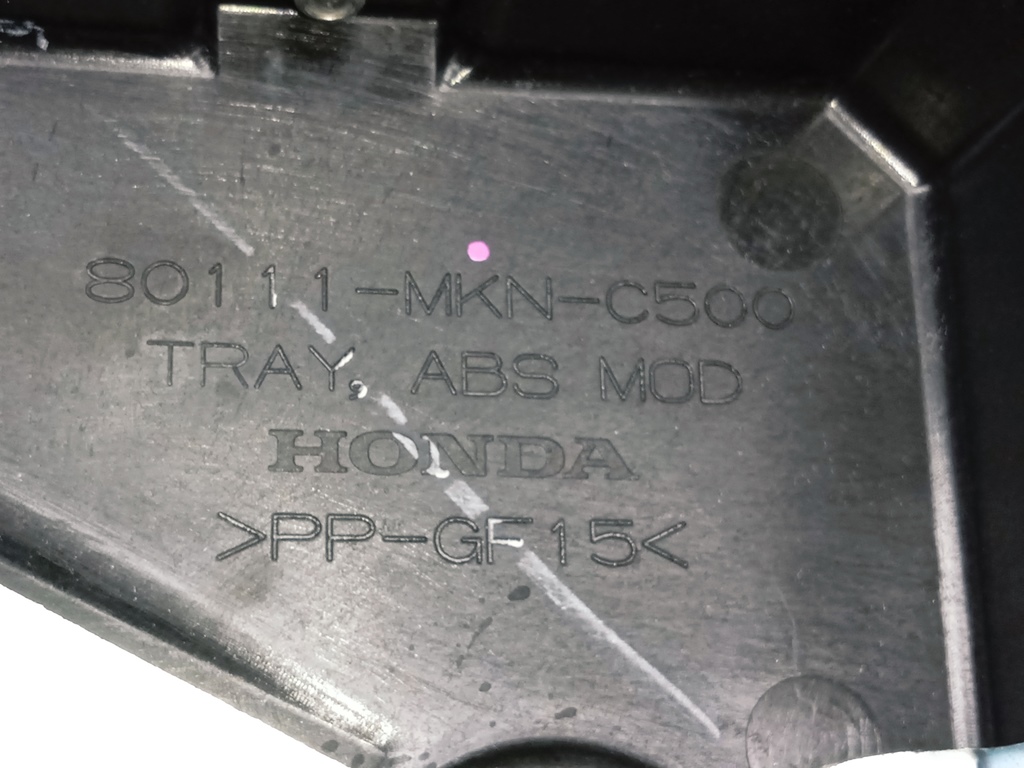 80111-MKN-C500
TRAY, ABS MOD
HONDA
>PP-GF15<